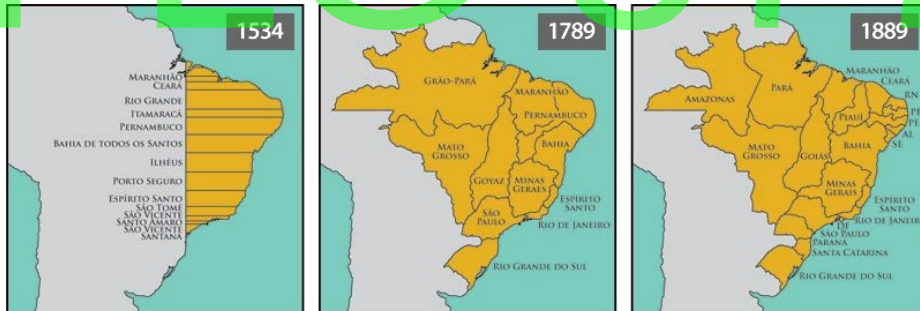 1534
MARANHÃO
CEARÁ
RIO GRANDE
ITAMARACÁ
PERNAMBUCO
BAHIA DE TODOS OS SANTOS
ILHÉUS
PORTO SEGURO
ESPÍRITO SANTO
SÃO TOMÉ
SÃO VICENTE
SANTO AMARO
SÃO VICENTE
SANTANA
1789
GRÃO-PARÁ
MARANHÃO
PERNAMBUCO
BAHIA
MATO
GROSSO
GOYAZ
MINAS
GERAES
ESPÍRITO
SANTO
SÃO
PAULO
RIO DE JANEIRO
RIO GRANDE DO SUL
1889
MARANHÃO
CEARÁ
RN
AMAZONAS
PARÁ
PIAUÍ
PE
AL
SE
MATO
GROSSO
GOIÁS
BAHIA
MINAS
GERAIS
ESPÍRITO
SANTO
RIO DE JANEIR
DF
SÃO PAULO
PARANÁ
SANTA CATARINA
RIO GRANDE DO SUL